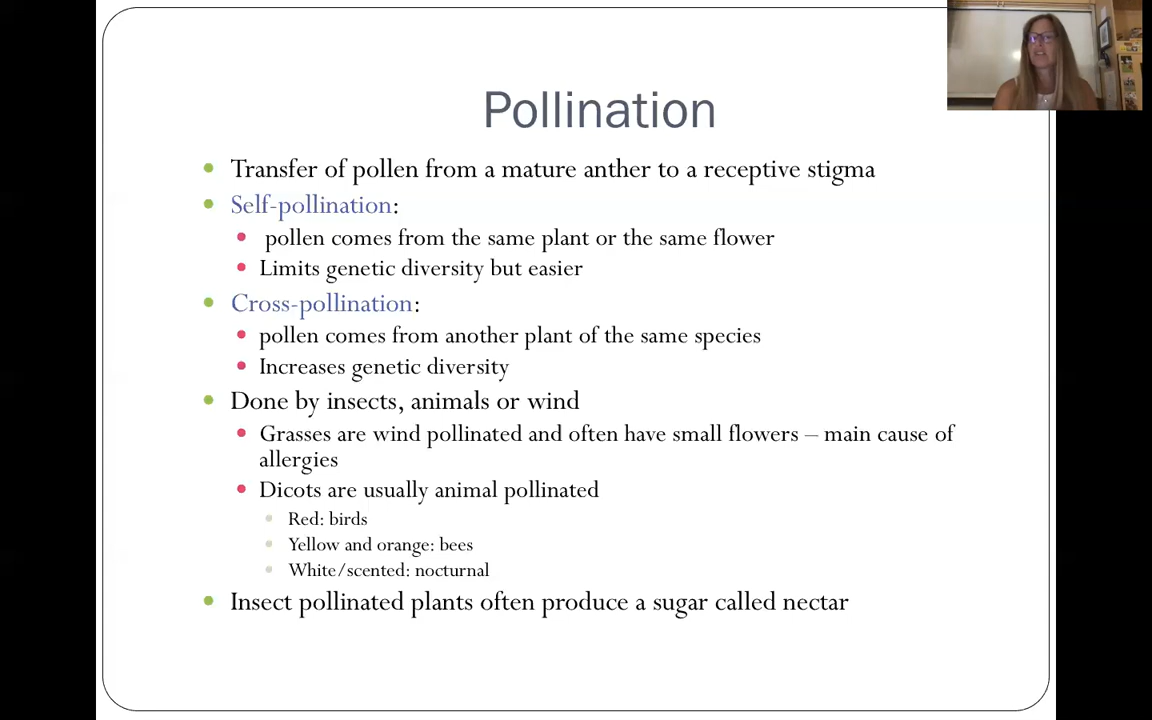 Pollination
Transfer of pollen from a mature anther to a receptive stigma
Self-pollination:
pollen comes from the same plant or the same flower
Limits genetic diversity but easier
Cross-pollination:
pollen comes from another plant of the same species
Increases genetic diversity
Done by insects, animals or wind
Grasses are wind pollinated and often have small flowers – main cause of
allergies
Dicots are usually animal pollinated
Red: birds
Yellow and orange: bees
White/scented: nocturnal
Insect pollinated plants often produce a sugar called nectar